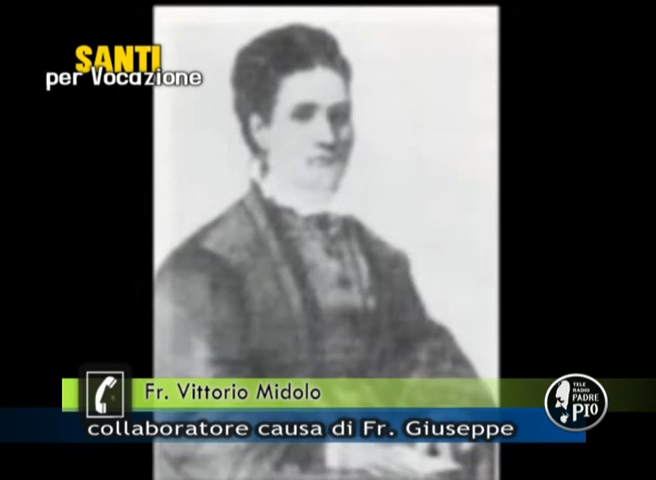 SANTI
per Vocazione
Fr. Vittorio Midolo
collaboratore causa di Fr. Giuseppe
TELE
RADIO
PADRE
PIO